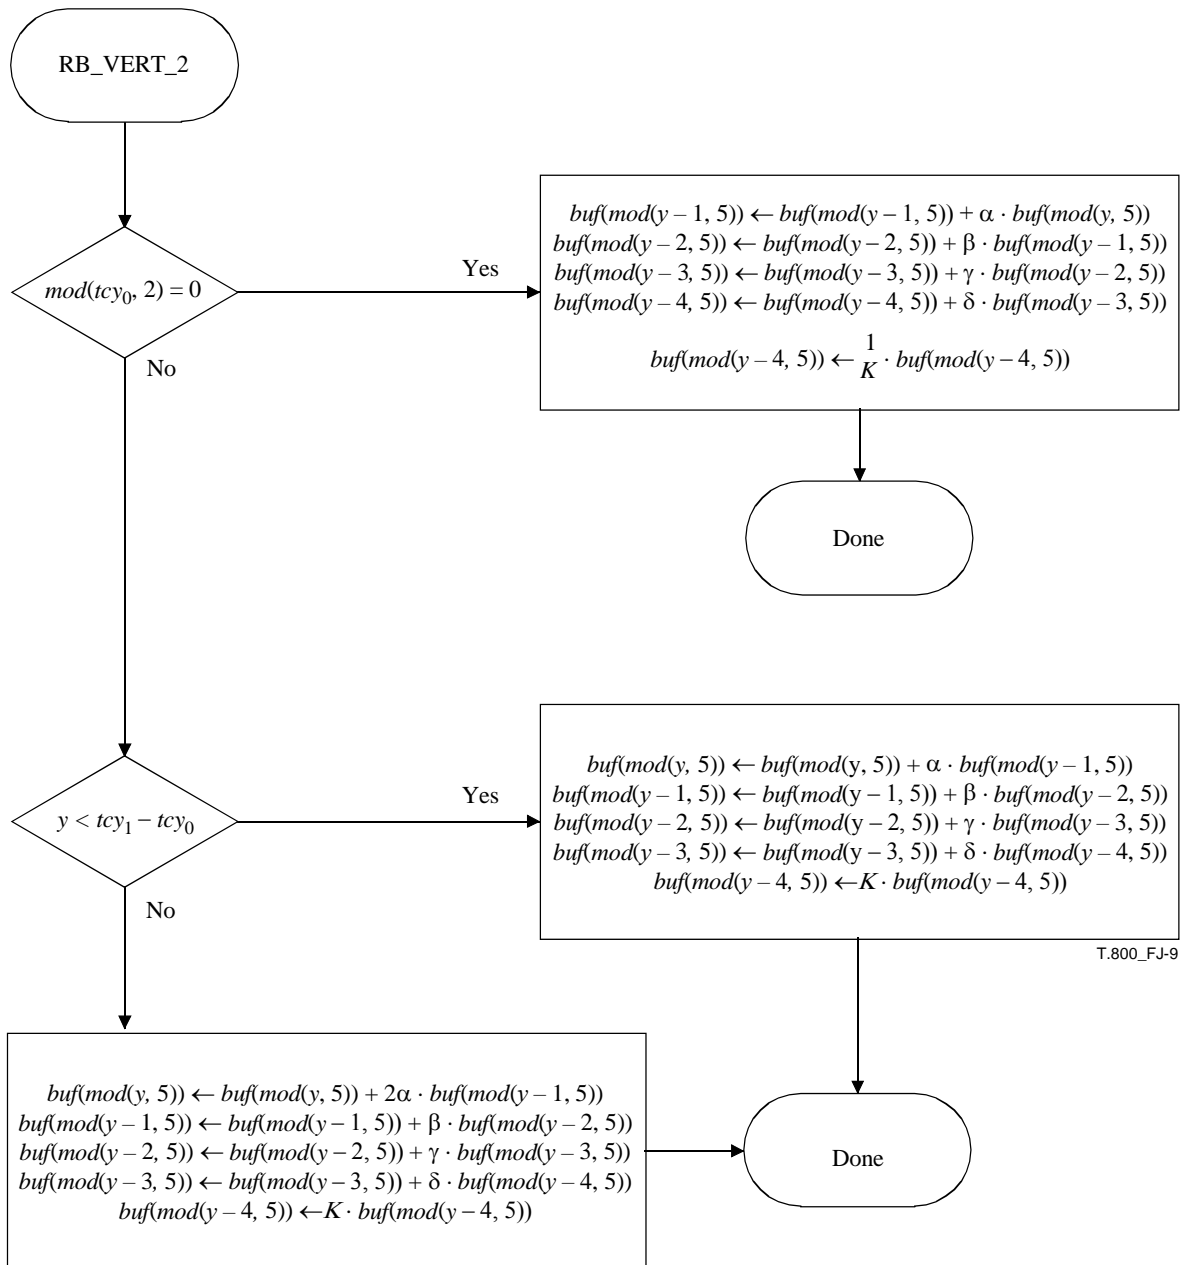 RB_VERT_2
mod(tcy0, 2) = 0
Yes
No
buf(mod(y – 1, 5)) ← buf(mod(y – 1, 5)) + α · buf(mod(y, 5))
buf(mod(y – 2, 5)) ← buf(mod(y – 2, 5)) + β · buf(mod(y – 1, 5))
buf(mod(y – 3, 5)) ← buf(mod(y – 3, 5)) + γ · buf(mod(y – 2, 5))
buf(mod(y – 4, 5)) ← buf(mod(y – 4, 5)) + δ · buf(mod(y – 3, 5))
buf(mod(y – 4, 5)) ← 1/K · buf(mod(y – 4, 5))
Done
y < tcy1 – tcy0
Yes
No
buf(mod(y, 5)) ← buf(mod(y, 5)) + α · buf(mod(y – 1, 5))
buf(mod(y – 1, 5)) ← buf(mod(y – 1, 5)) + β · buf(mod(y – 2, 5))
buf(mod(y – 2, 5)) ← buf(mod(y – 2, 5)) + γ · buf(mod(y – 3, 5))
buf(mod(y – 3, 5)) ← buf(mod(y – 3, 5)) + δ · buf(mod(y – 4, 5))
buf(mod(y – 4, 5)) ← K · buf(mod(y – 4, 5))
T.800_FJ-9
buf(mod(y, 5)) ← buf(mod(y, 5)) + 2α · buf(mod(y – 1, 5))
buf(mod(y – 1, 5)) ← buf(mod(y – 1, 5)) + β · buf(mod(y – 2, 5))
buf(mod(y – 2, 5)) ← buf(mod(y – 2, 5)) + γ · buf(mod(y – 3, 5))
buf(mod(y – 3, 5)) ← buf(mod(y – 3, 5)) + δ · buf(mod(y – 4, 5))
buf(mod(y – 4, 5)) ← K · buf(mod(y – 4, 5))
Done